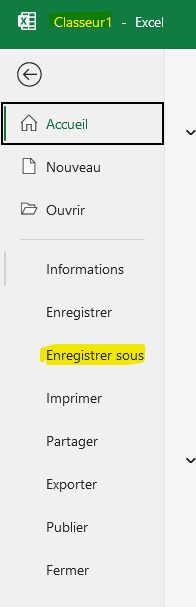 Classeur1 - Excel
Accueil
Nouveau
Ouvrir
Informations
Enregistrer
Enregistrer sous
Imprimer
Partager
Exporter
Publier
Fermer